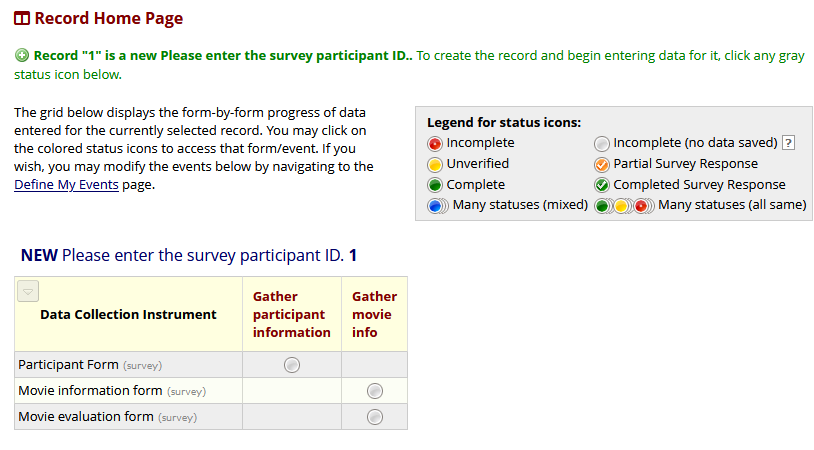 Record Home Page
Record "1" is a new Please enter the survey participant ID.. To create the record and begin entering data for it, click any gray
status icon below.
The grid below displays the form-by-form progress of data
entered for the currently selected record. You may click on
the colored status icons to access that form/event. If you
wish, you may modify the events below by navigating to the
Define My Events page.
Legend for status icons:
Incomplete
Incomplete (no data saved) ?
Unverified
Partial Survey Response
Complete
Completed Survey Response
Many statuses (mixed)
Many statuses (all same)
NEW Please enter the survey participant ID. 1
Data Collection Instrument
Gather
participant
information
Gather
movie
info
Participant Form (survey)
Movie information form (survey)
Movie evaluation form (survey)